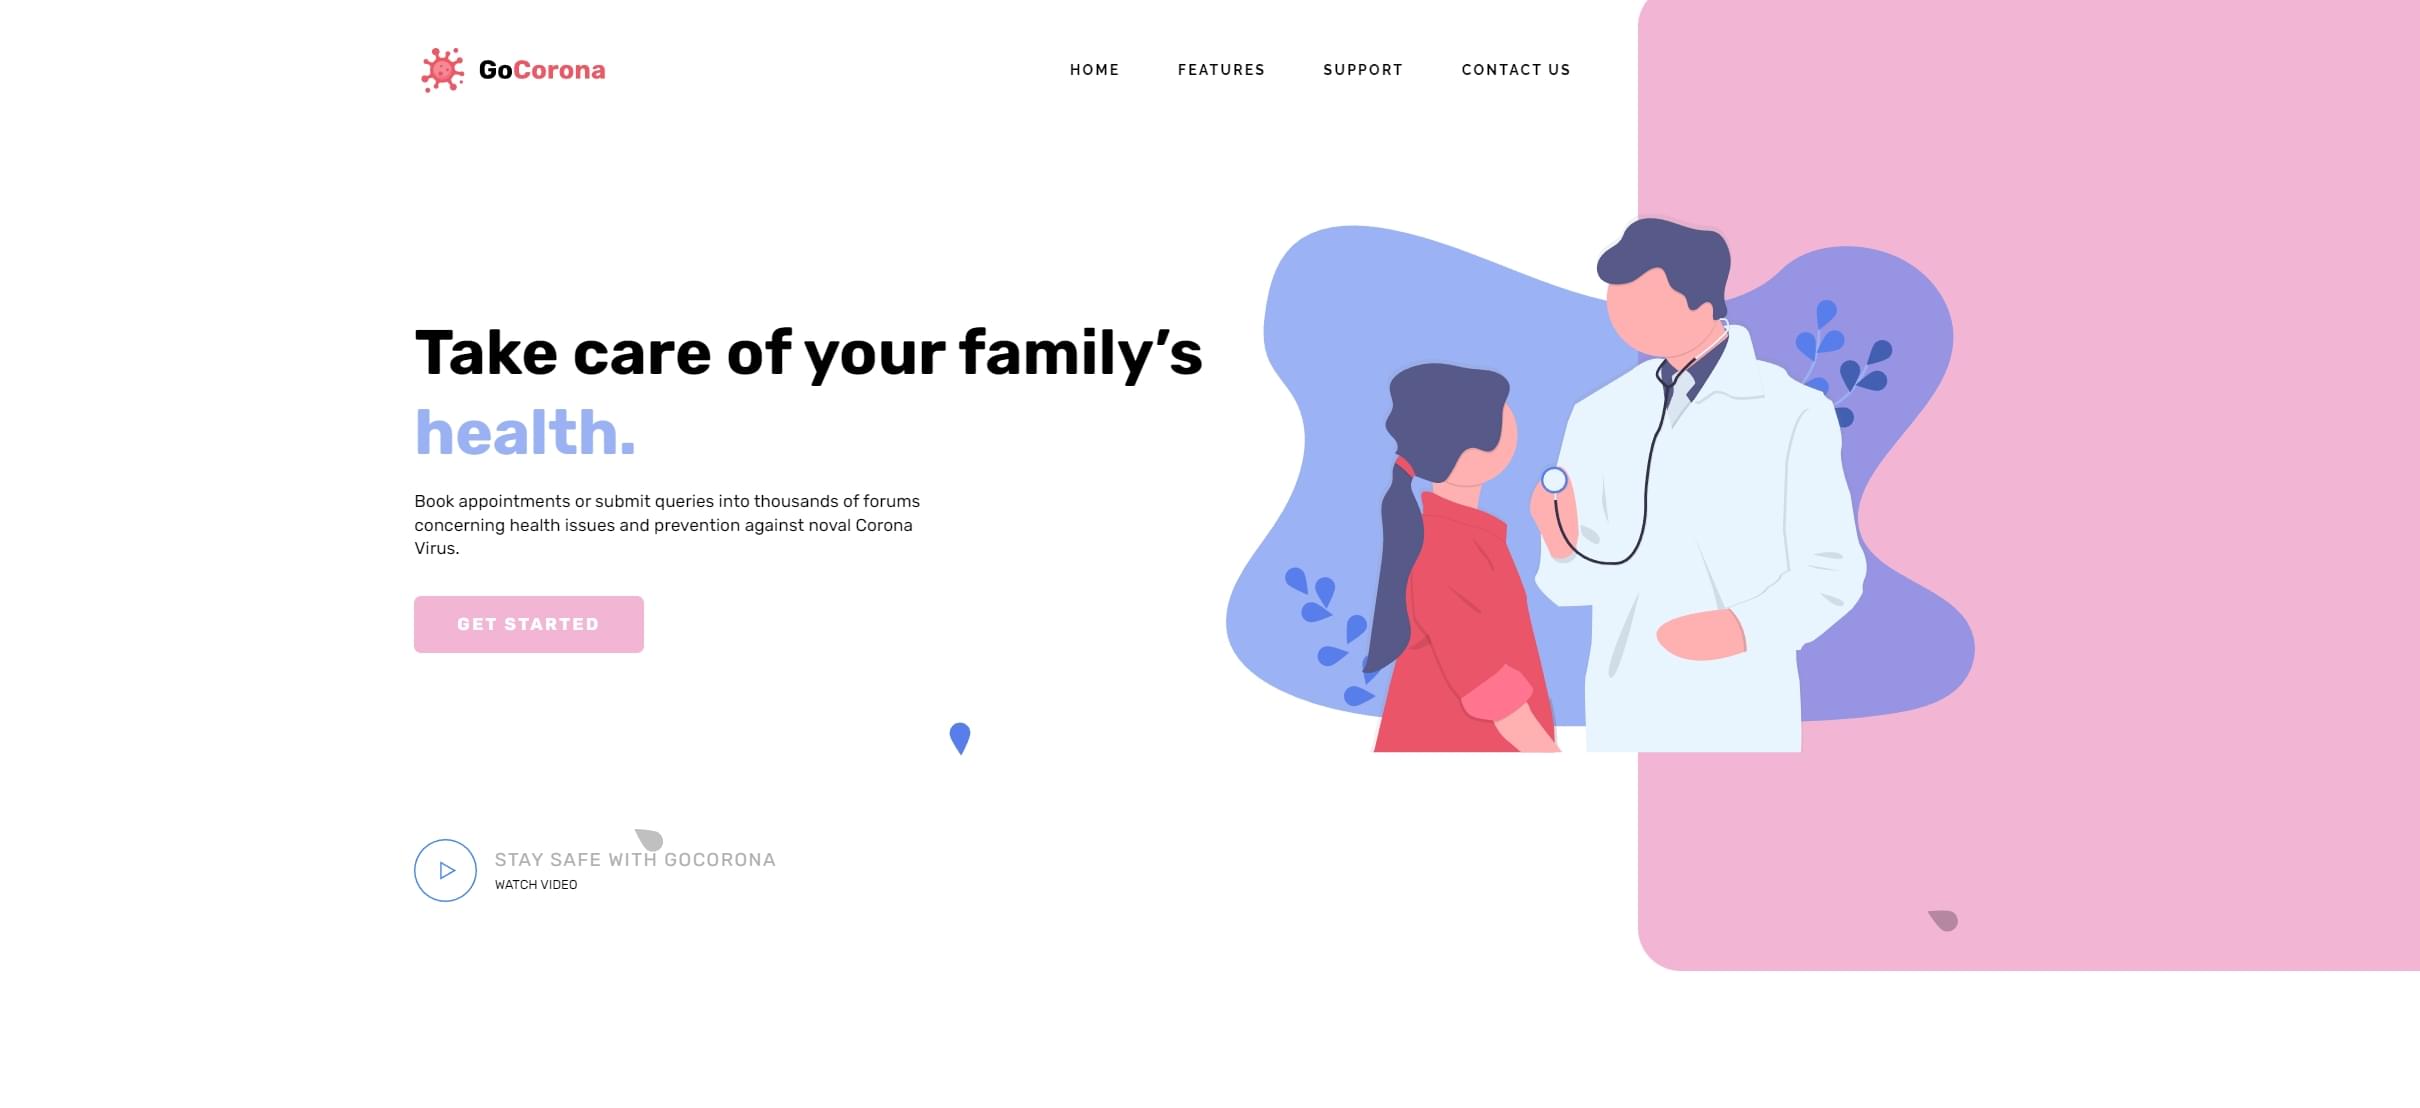 GoCorona
HOME
FEATURES
SUPPORT
CONTACT US
Take care of your family’s
health.
Book appointments or submit queries into thousands of forums
concerning health issues and prevention against noval Corona
Virus.
GET STARTED
STAY SAFE WITH GOCORONA
WATCH VIDEO